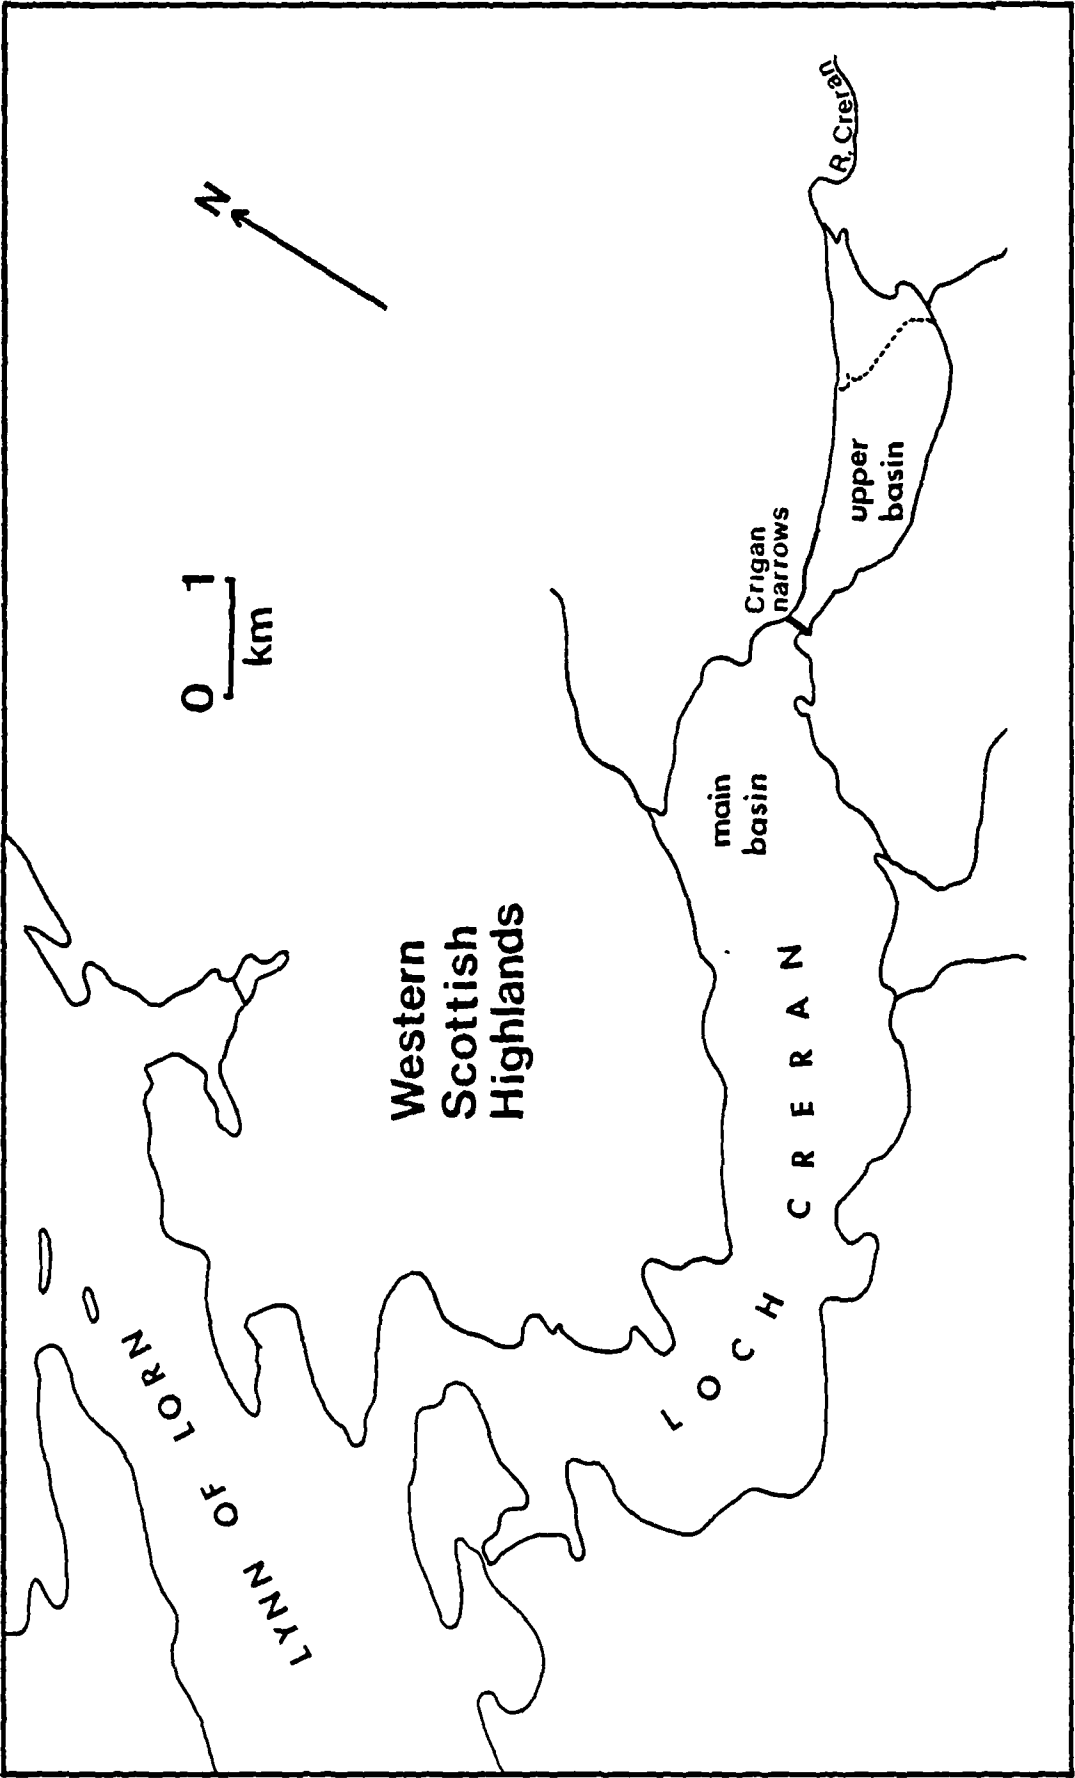 N
R. Creran
0 1
km
Crigan
narrows
upper
basin
main
basin
Western
Scottish
Highlands
LYNN OF LORN
LOCH CRERAN